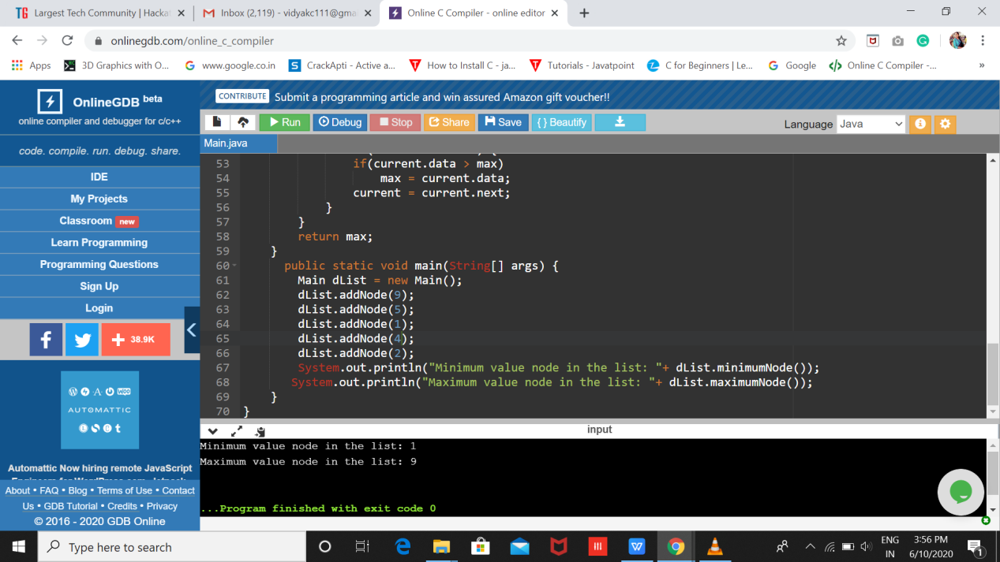 TG Largest Tech Community | Hacka
Inbox (2,119) - vidyakc111@gma
Online C Compiler - online editor
onlinegdb.com/online_c_compiler
Apps
3D Graphics with O...
www.google.co.in
CrackApti - Active a...
How to Install C - ja...
Tutorials - Javatpoint
C for Beginners | Le...
Google
Online C Compiler -...
»
OnlineGDB beta
online compiler and debugger for c/c++
code. compile. run. debug. share.
IDE
My Projects
Classroom new
Learn Programming
Programming Questions
Sign Up
Login
38.9K
AUTOMATTIC
Automattic Now hiring remote JavaScript
About • FAQ • Blog • Terms of Use • Contact
Us • GDB Tutorial • Credits • Privacy
© 2016 - 2020 GDB Online
CONTRIBUTE Submit a programming article and win assured Amazon gift voucher!!
Run Debug Stop Share Save { } Beautify
Language Java
Main.java
53 if(current.data > max)
54 max = current.data;
55 current = current.next;
56 }
57 }
58 return max;
59 }
60 public static void main(String[] args) {
61 Main dList = new Main();
62 dList.addNode(9);
63 dList.addNode(5);
64 dList.addNode(1);
65 dList.addNode(4);
66 dList.addNode(2);
67 System.out.println("Minimum value node in the list: "+ dList.minimumNode());
68 System.out.println("Maximum value node in the list: "+ dList.maximumNode());
69 }
70 }
input
Minimum value node in the list: 1
Maximum value node in the list: 9
...Program finished with exit code 0
Type here to search
ENG
IN
3:56 PM
6/10/2020
1